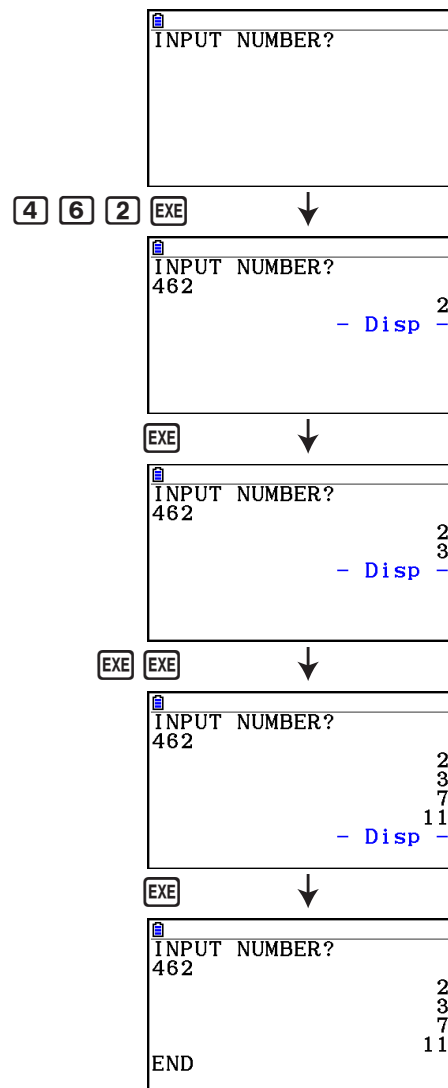 INPUT NUMBER?
4 6 2 EXE
INPUT NUMBER?
462
2
- Disp -
EXE
INPUT NUMBER?
462
2
3
- Disp -
EXE EXE
INPUT NUMBER?
462
2
3
7
11
- Disp -
EXE
INPUT NUMBER?
462
2
3
7
11
END